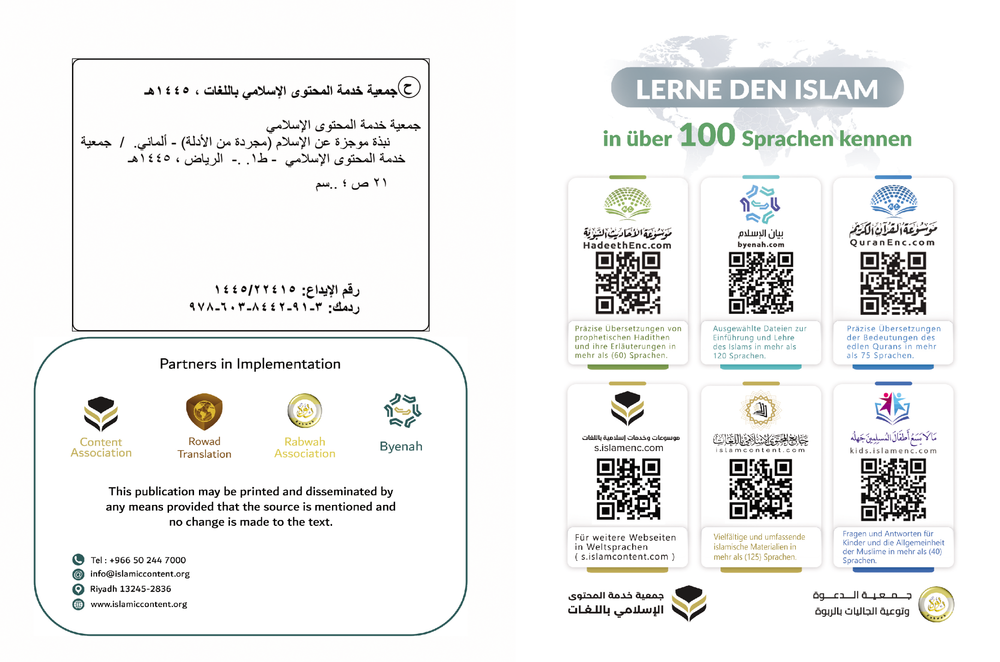 ح جمعية خدمة المحتوى الإسلامي باللغات ، ١٤٤٥هـ
جمعية خدمة المحتوى الإسلامي
نبذة موجزة عن الإسلام (مجردة من الأدلة) - ألماني. / جمعية
خدمة المحتوى الإسلامي - ط١. .- الرياض ، ١٤٤٥هـ
٢١ ص ؛ ..سم
رقم الإيداع: ١٤٤٥/٢٢٤١٥
ردمك: ٣-٩١-٨٤٤٢-٦٠٣-٩٧٨
Partners in Implementation
Content
Association
Rowad
Translation
Rabwah
Association
Byenah
This publication may be printed and disseminated by
any means provided that the source is mentioned and
no change is made to the text.
Tel : +966 50 244 7000
info@islamiccontent.org
Riyadh 13245-2836
www.islamiccontent.org
LERNE DEN ISLAM
in über 100 Sprachen kennen
موسوعة الأحاديث النبوية
HadeethEnc.com
Präzise Übersetzungen von
prophetischen Hadithen
und ihre Erläuterungen in
mehr als (60) Sprachen.
بيان الإسلام
byenah.com
Ausgewählte Dateien zur
Einführung und Lehre
des Islams in mehr als
120 Sprachen.
موسوعة القرآن الكريم
QuranEnc.com
Präzise Übersetzungen
der Bedeutungen des
edlen Qurans in mehr
als 75 Sprachen.
موسوعات وخدمات إسلامية باللغات
s.islamenc.com
Für weitere Webseiten
in Weltsprachen
( s.islamcontent.com )
جامع المحتوى الإسلامي باللغات
islamcontent.com
Vielfältige und umfassende
islamische Materialien in
mehr als (125) Sprachen.
ما لا يسع أطفال المسلمين جهله
kids.islamenc.com
Fragen und Antworten für
Kinder und die Allgemeinheit
der Muslime in mehr als (40)
Sprachen.
جمعية خدمة المحتوى
الإسلامي باللغات
جـمـعـيـة الـدعـوة
وتوعية الجاليات بالربوة
Rabwah